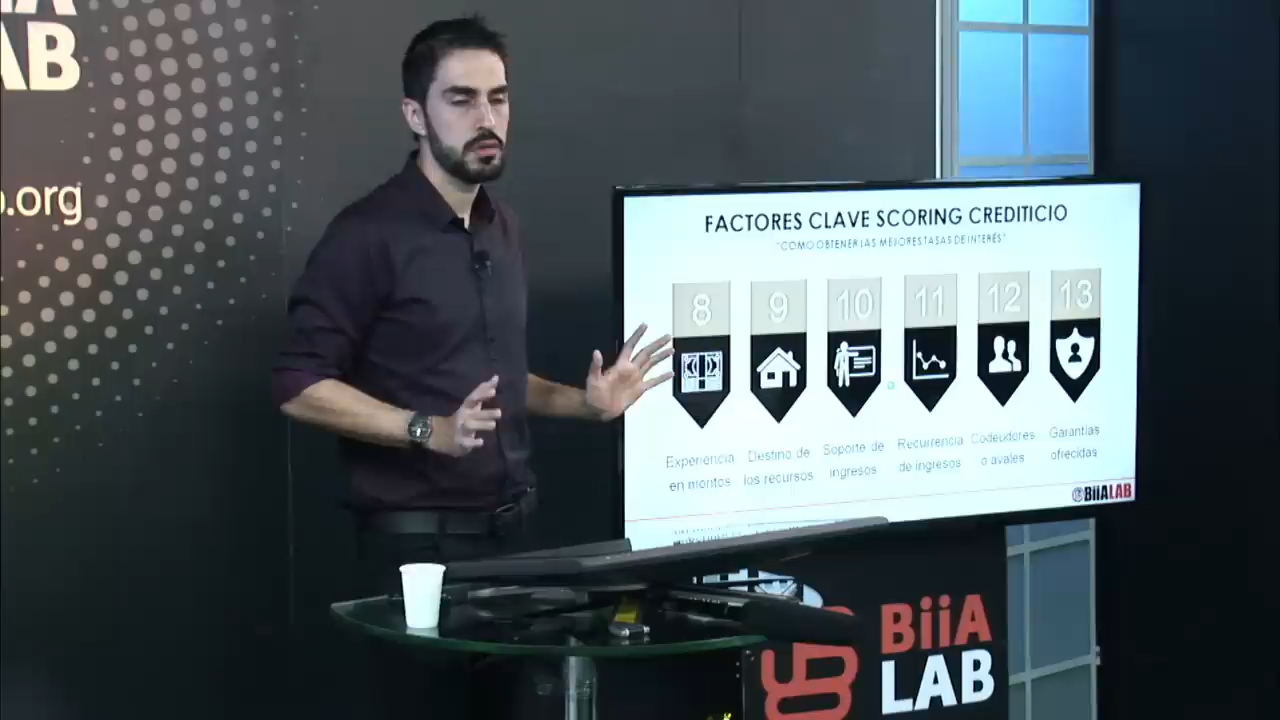 LAB
.org
FACTORES CLAVE SCORING CREDITICIO
"COMO OBTENER LAS MEJORES TASAS DE INTERÉS"
8 9 10 11 12 13
Experiencia en montos
Destino de los recursos
Soporte de ingresos
Recurrencia de ingresos
Codeudores o avales
Garantías ofrecidas
BiiALAB
BiiA
LAB